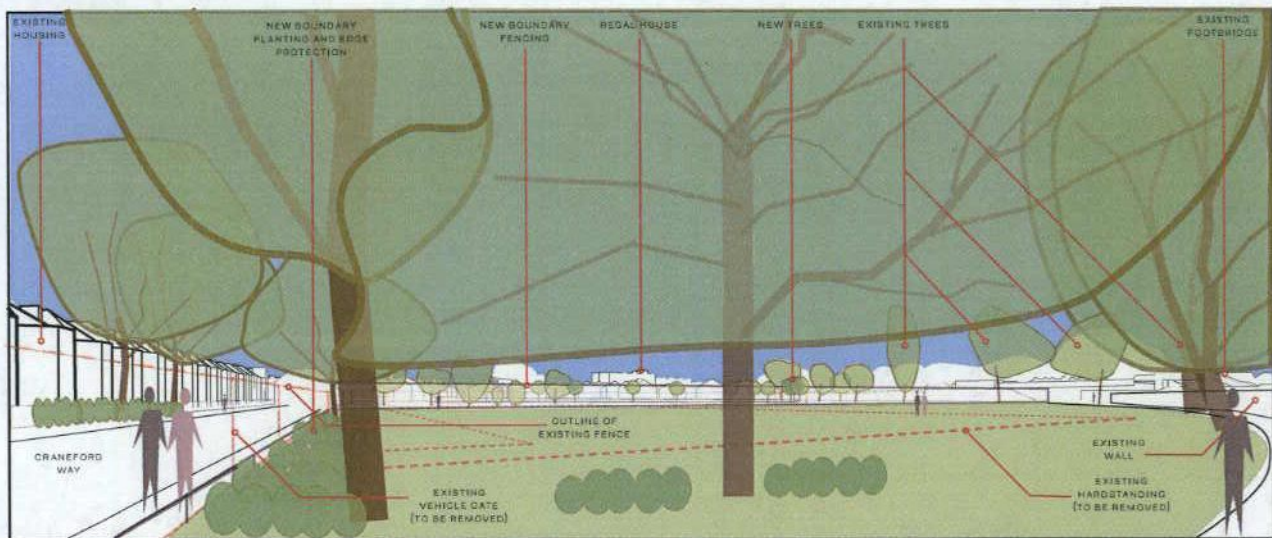 EXISTING
HOUSING
NEW BOUNDARY
PLANTING AND EDGE
PROTECTION
NEW BOUNDARY
FENCING
REGAL HOUSE
NEW TREES
EXISTING TREES
EXISTING
FOOTBRIDGE
OUTLINE OF
EXISTING FENCE
CRANEFORD
WAY
EXISTING
VEHICLE GATE
(TO BE REMOVED)
EXISTING
WALL
EXISTING
HARDSTANDING
(TO BE REMOVED)